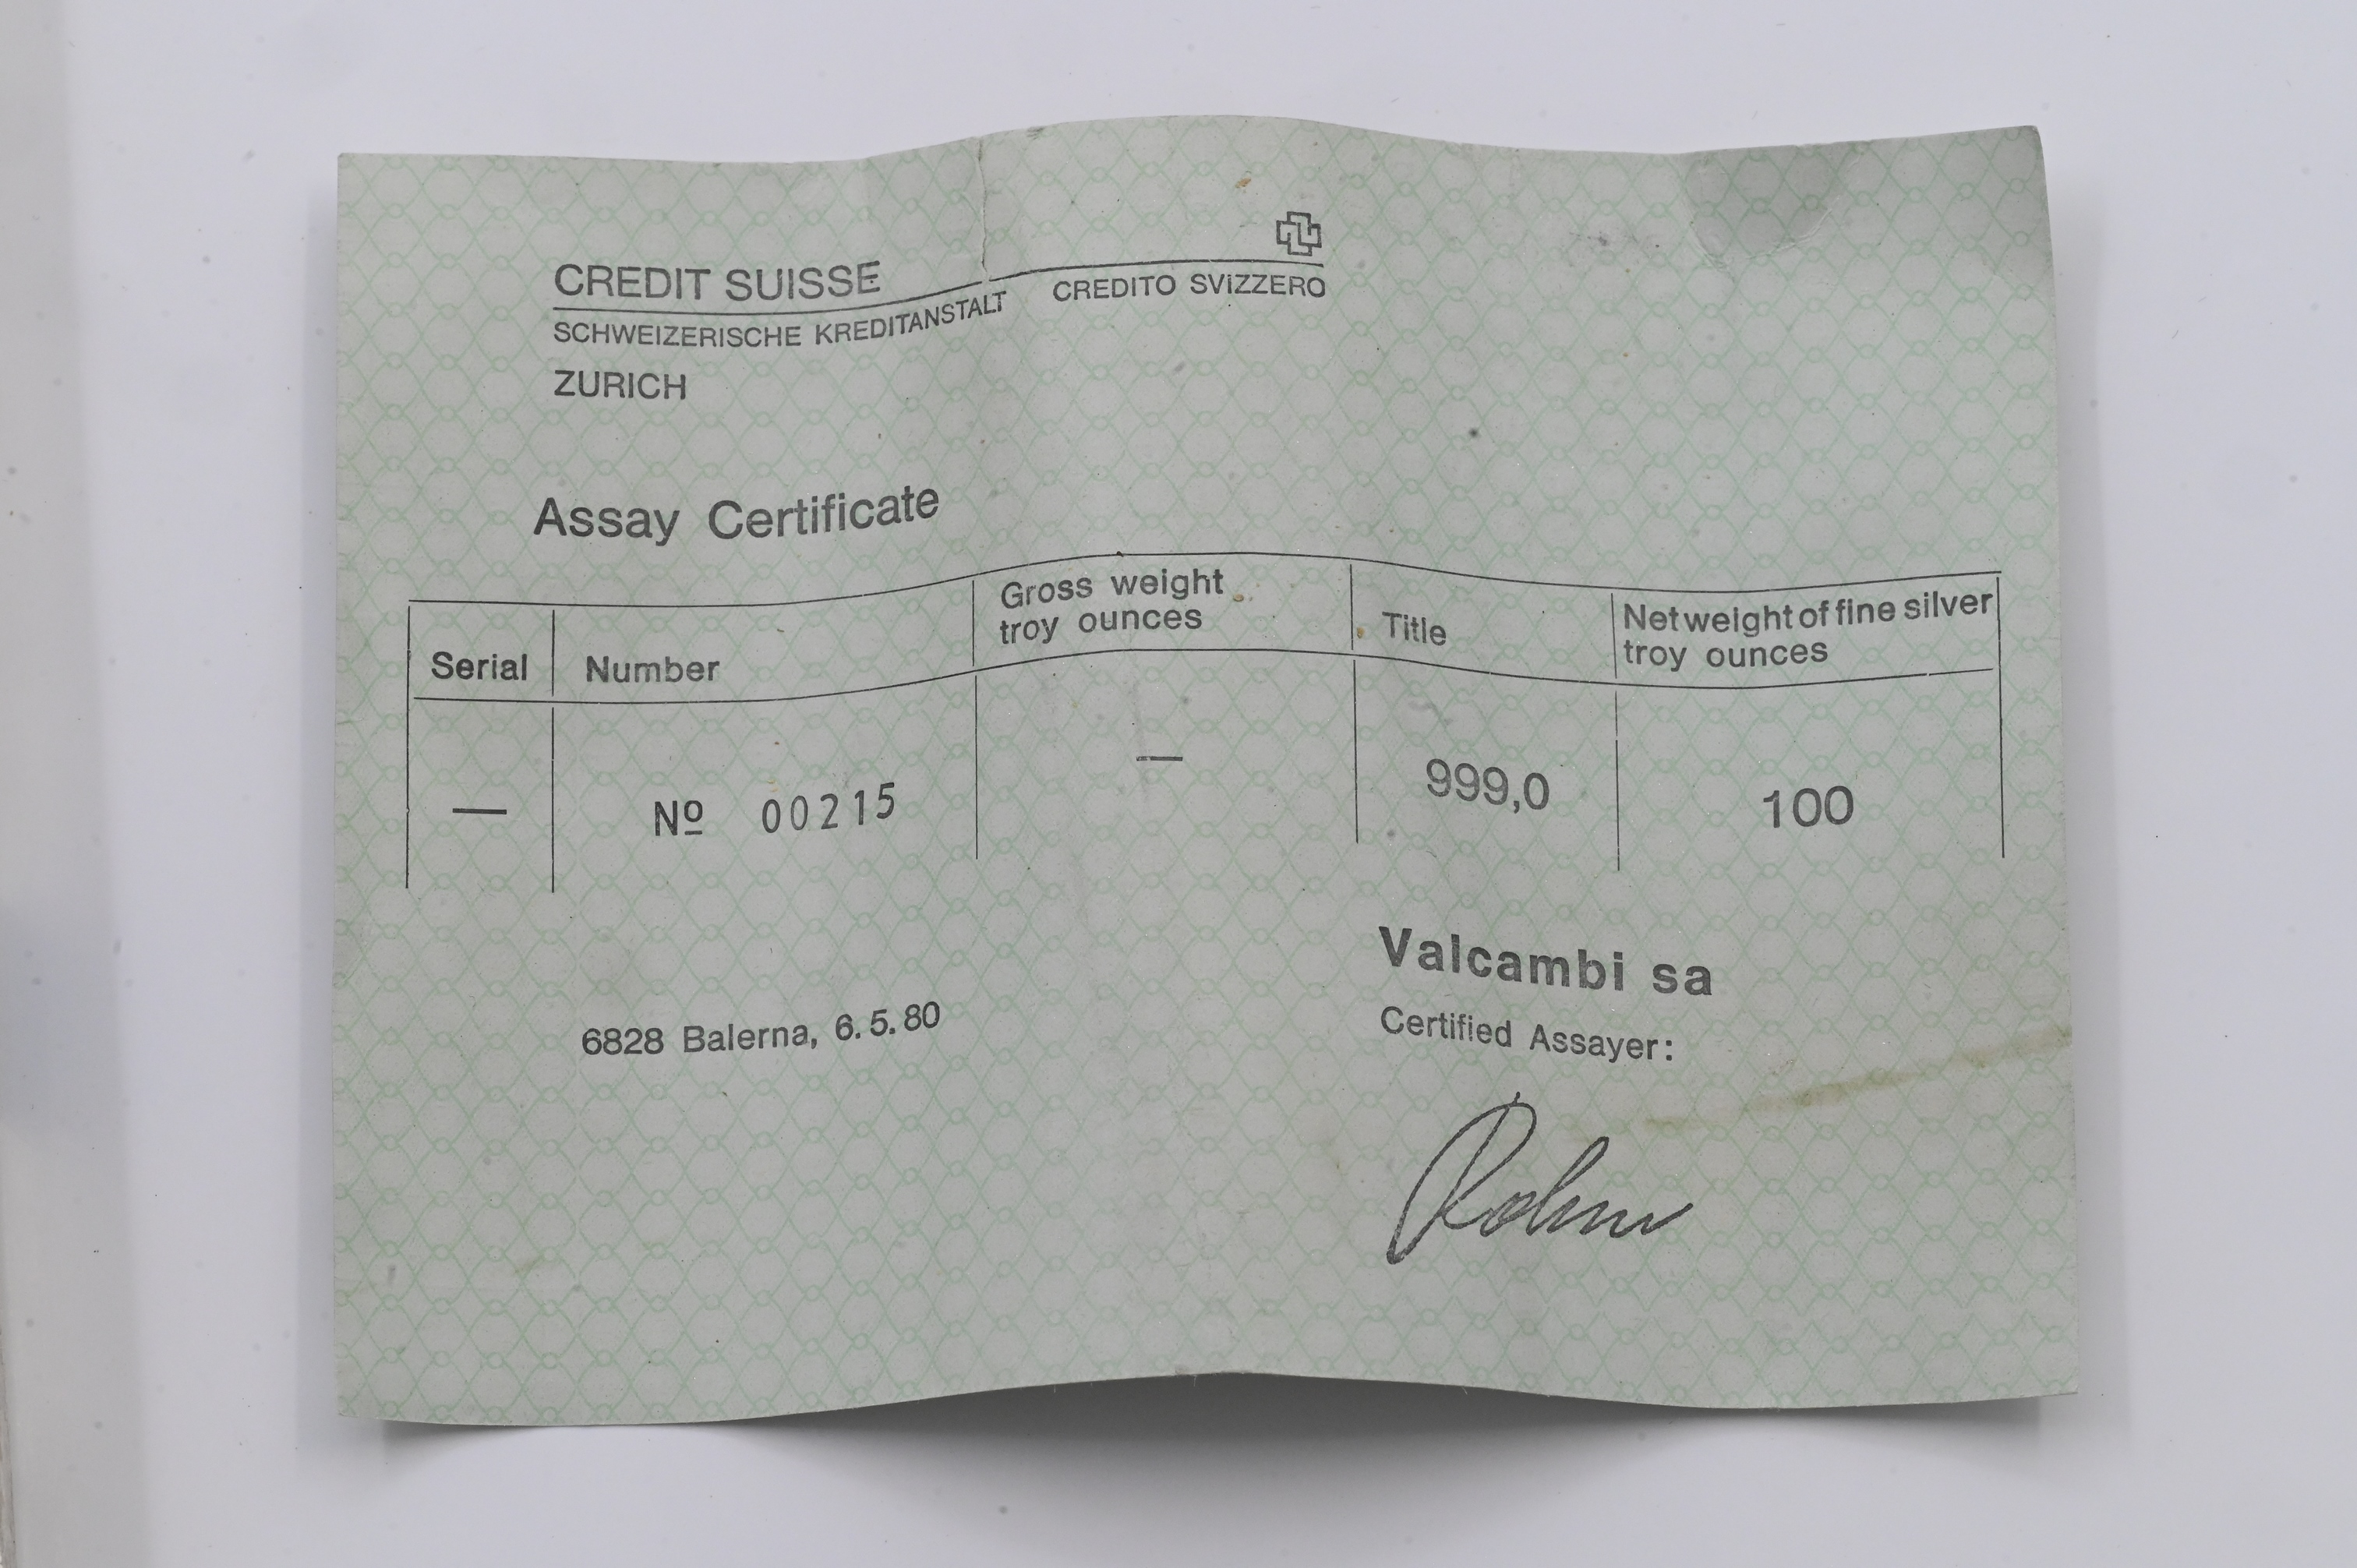 CREDIT SUISSE
SCHWEIZERISCHE KREDITANSTALT CREDITO SVIZZERO
ZURICH
Assay Certificate
Serial Number Gross weight troy ounces Title Net weight of fine silver troy ounces
— Nº 00215 — 999,0 100
Valcambi sa
6828 Balerna, 6.5.80
Certified Assayer: